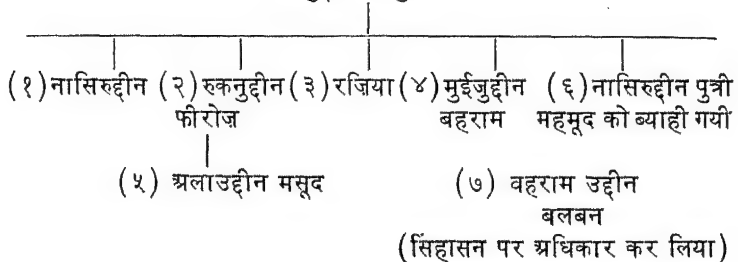 (१) नासिरुद्दीन (२) रुकनुद्दीन (३) रज़िया (४) मुईजुद्दीन (६) नासिरुद्दीन पुत्री
फीरोज़ बहराम महमूद को ब्याही गयी
(५) अलाउद्दीन मसूद (७) वहराम उद्दीन
बलबन
(सिंहासन पर अधिकार कर लिया)